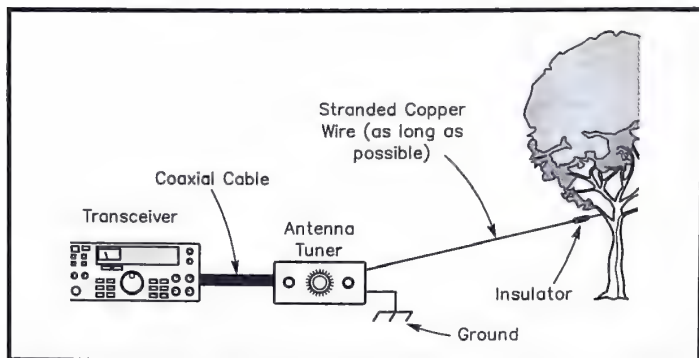 Stranded Copper
Wire (as long as
possible)
Coaxial Cable
Transceiver
Antenna
Tuner
Insulator
Ground